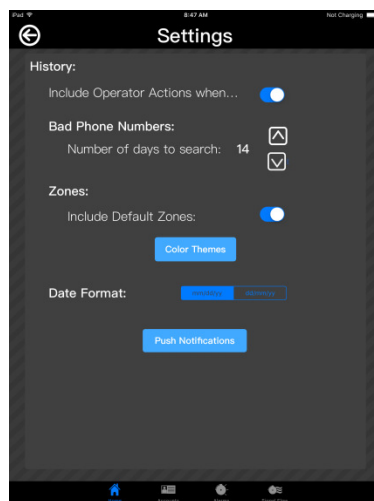 iPad 8:47 AM Not Charging
Settings
History:
Include Operator Actions when...
Bad Phone Numbers:
Number of days to search: 14
Zones:
Include Default Zones:
Color Themes
Date Format:
Push Notifications